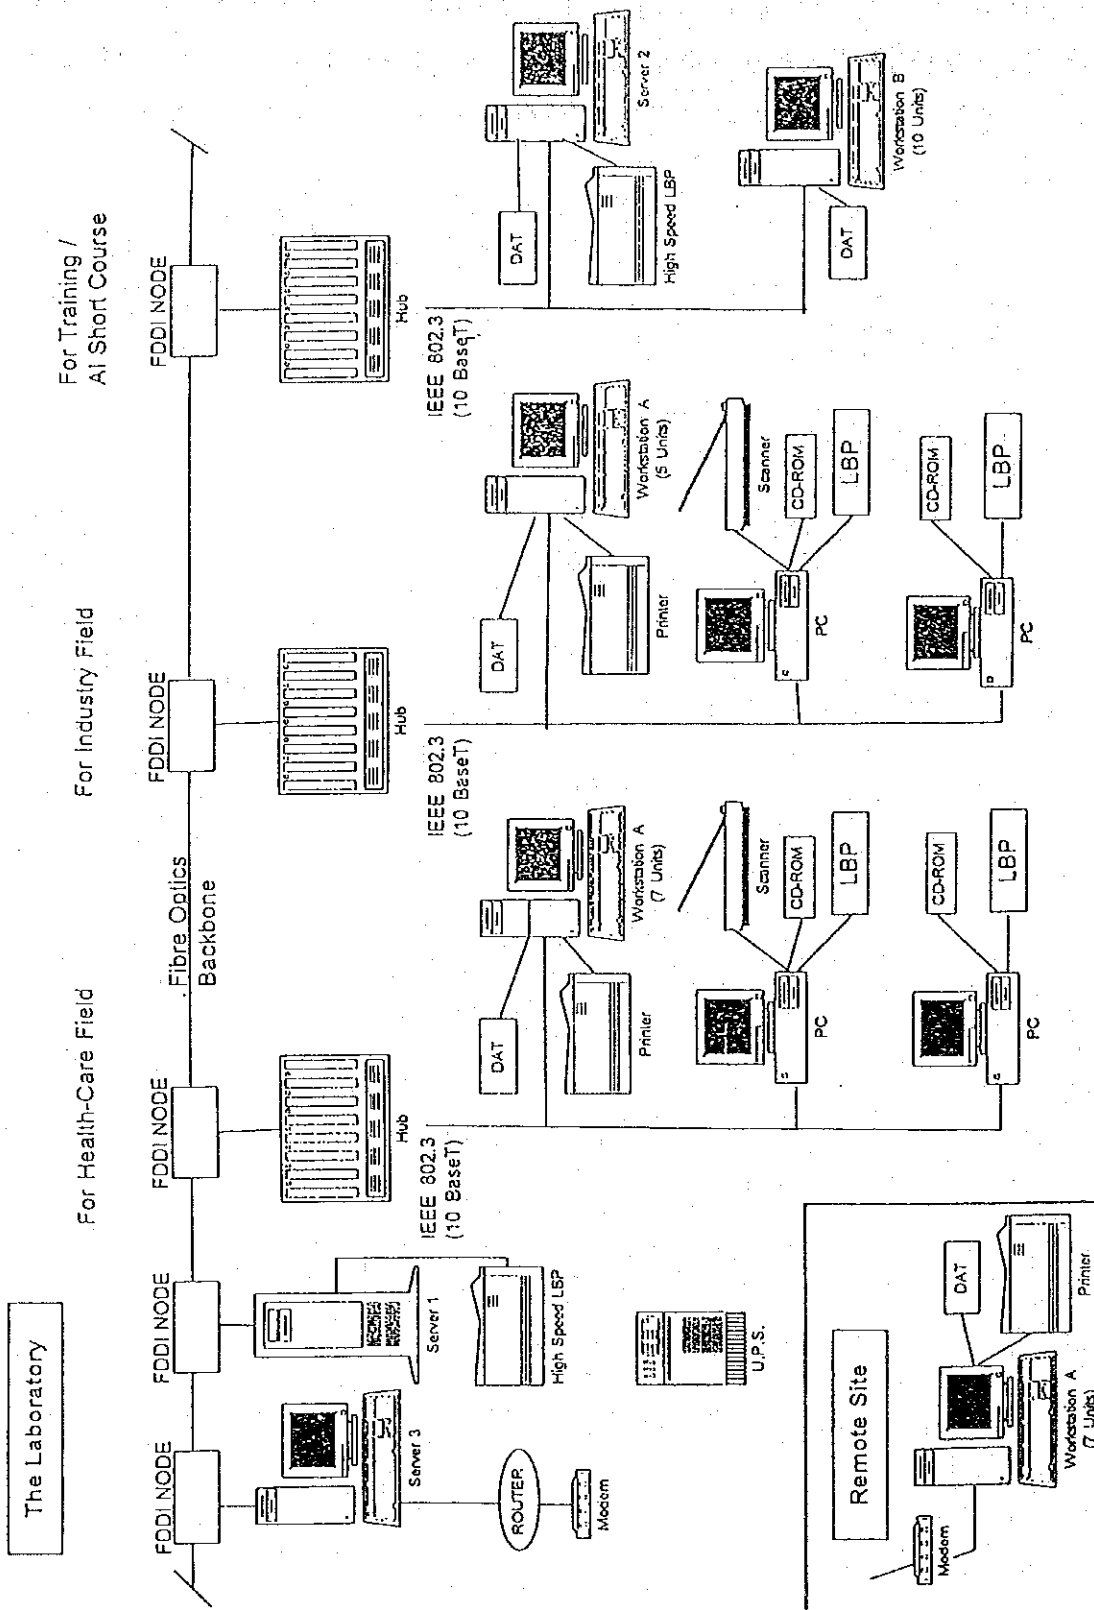 The Laboratory
For Health-Care Field
For Industry Field
For Training /
AI Short Course
FDDI NODE
FDDI NODE
FDDI NODE
Fibre Optics
Backbone
FDDI NODE
FDDI NODE
Server 3
ROUTER
Modem
Server 1
High Speed LBP
U.P.S.
Hub
IEEE 802.3
(10 BaseT)
DAT
Printer
Workstation A
(7 Units)
PC
Scanner
CD-ROM
LBP
PC
CD-ROM
LBP
Hub
IEEE 802.3
(10 BaseT)
DAT
Printer
Workstation A
(5 Units)
PC
Scanner
CD-ROM
LBP
PC
CD-ROM
LBP
Hub
IEEE 802.3
(10 BaseT)
DAT
High Speed LBP
Server 2
DAT
Workstation B
(10 Units)
Remote Site
Modem
DAT
Printer
Workstation A
(7 Units)